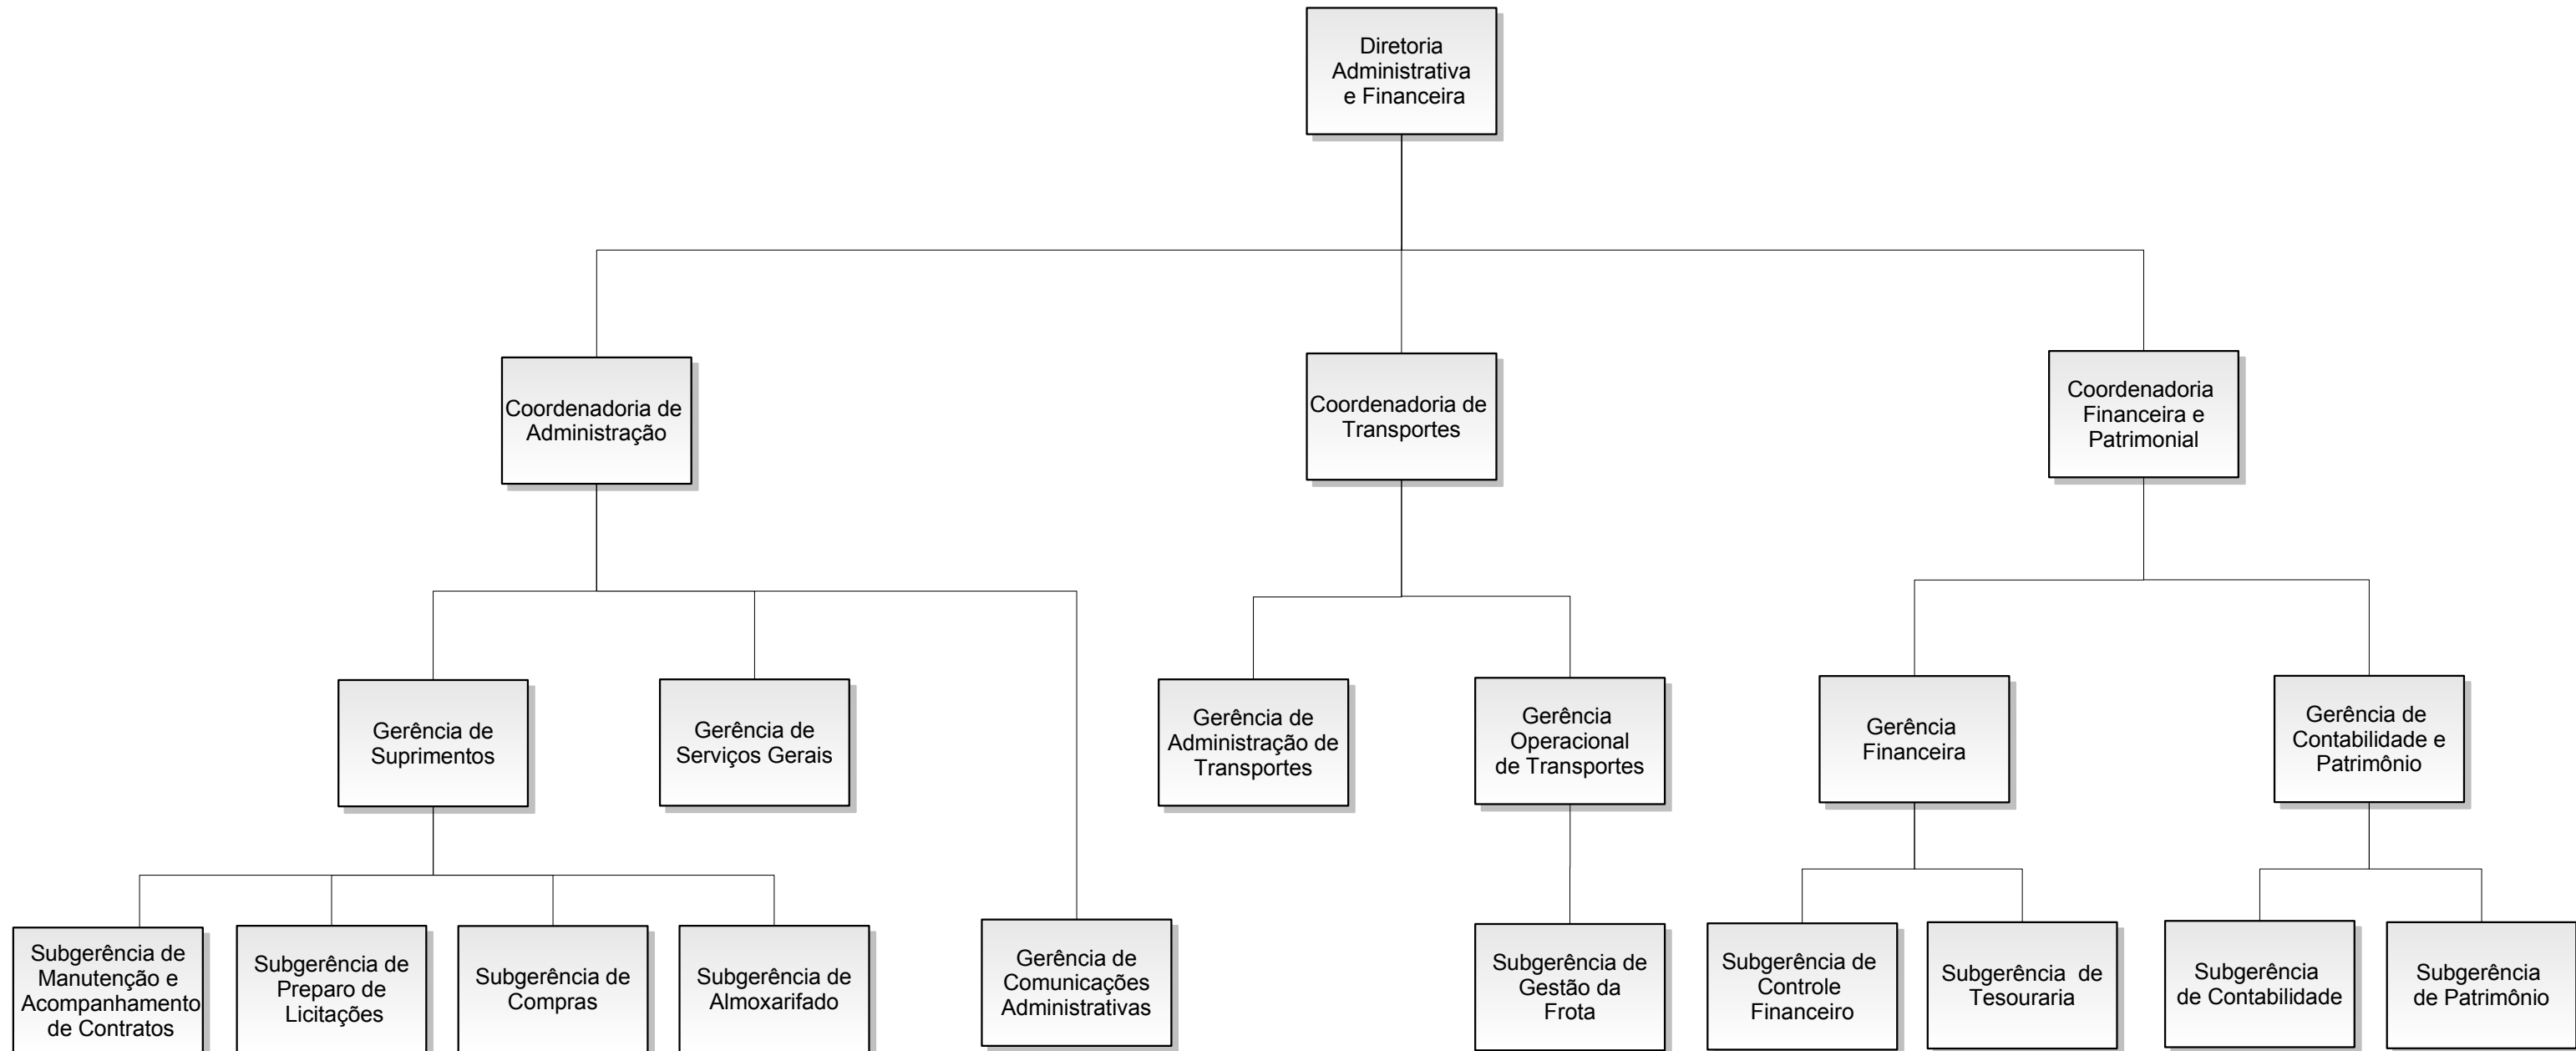 Diretoria
Administrativa
e Financeira
Coordenadoria de
Administração
Coordenadoria de
Transportes
Coordenadoria
Financeira e
Patrimonial
Gerência de
Suprimentos
Gerência de
Serviços Gerais
Gerência de
Administração de
Transportes
Gerência
Operacional
de Transportes
Gerência
Financeira
Gerência de
Contabilidade e
Patrimônio
Subgerência de
Manutenção e
Acompanhamento
de Contratos
Subgerência de
Preparo de
Licitações
Subgerência de
Compras
Subgerência de
Almoxarifado
Gerência de
Comunicações
Administrativas
Subgerência de
Gestão da
Frota
Subgerência de
Controle
Financeiro
Subgerência de
Tesouraria
Subgerência
de Contabilidade
Subgerência
de Patrimônio